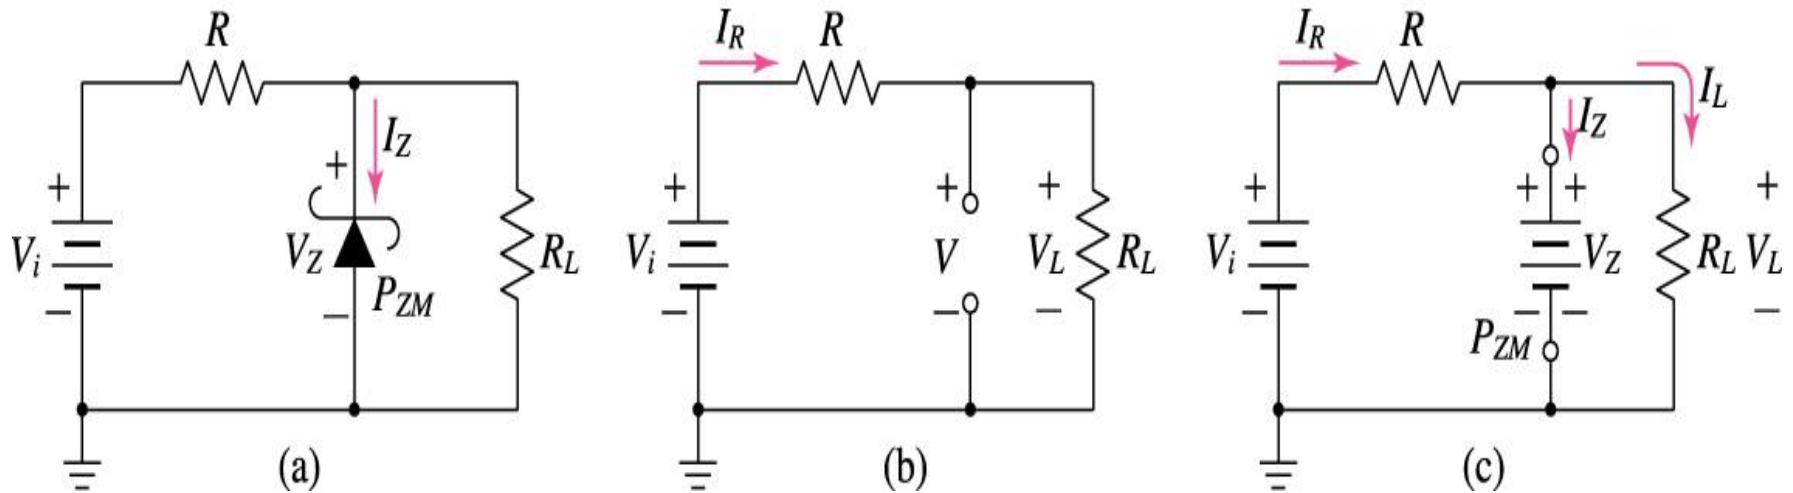 R
I_Z
+
V_Z
P_ZM
−
+
V_i
−
R_L
(a)
I_R
R
+
V_i
−
+
V
−
+
V_L
−
R_L
(b)
I_R
R
I_L
I_Z
+
V_i
−
+ +
V_Z
− −
P_ZM
R_L
+
V_L
−
(c)